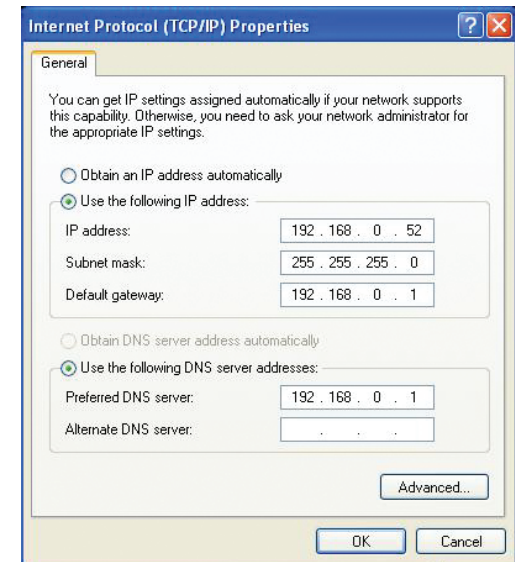 Internet Protocol (TCP/IP) Properties
General
You can get IP settings assigned automatically if your network supports
this capability. Otherwise, you need to ask your network administrator for
the appropriate IP settings.
Obtain an IP address automatically
Use the following IP address:
IP address: 192 . 168 . 0 . 52
Subnet mask: 255 . 255 . 255 . 0
Default gateway: 192 . 168 . 0 . 1
Obtain DNS server address automatically
Use the following DNS server addresses:
Preferred DNS server: 192 . 168 . 0 . 1
Alternate DNS server: . . .
Advanced...
OK Cancel